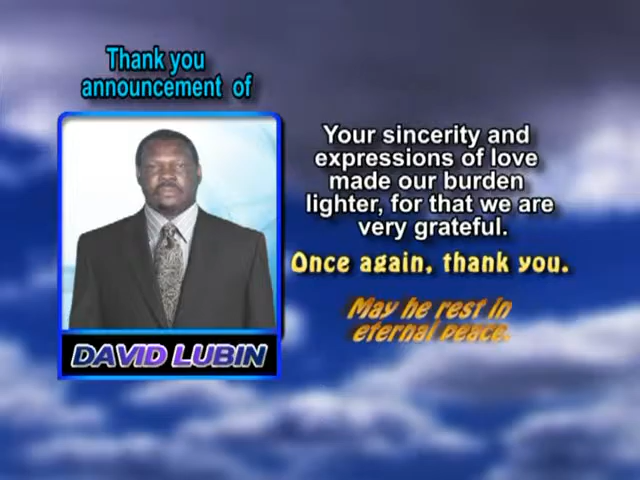 Thank you
announcement of
DAVID LUBIN
Your sincerity and
expressions of love
made our burden
lighter, for that we are
very grateful.
Once again, thank you.
May he rest in
eternal peace.